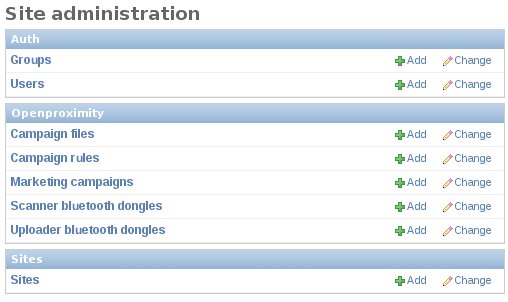 Site administration
Auth
Groups Add Change
Users Add Change
Openproximity
Campaign files Add Change
Campaign rules Add Change
Marketing campaigns Add Change
Scanner bluetooth dongles Add Change
Uploader bluetooth dongles Add Change
Sites
Sites Add Change